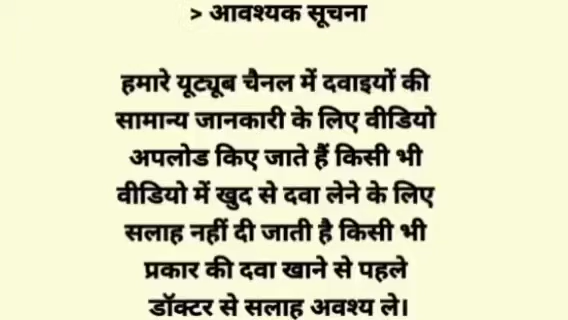 > आवश्यक सूचना
हमारे यूट्यूब चैनल में दवाइयों की
सामान्य जानकारी के लिए वीडियो
अपलोड किए जाते हैं किसी भी
वीडियो में खुद से दवा लेने के लिए
सलाह नहीं दी जाती है किसी भी
प्रकार की दवा खाने से पहले
डॉक्टर से सलाह अवश्य ले।